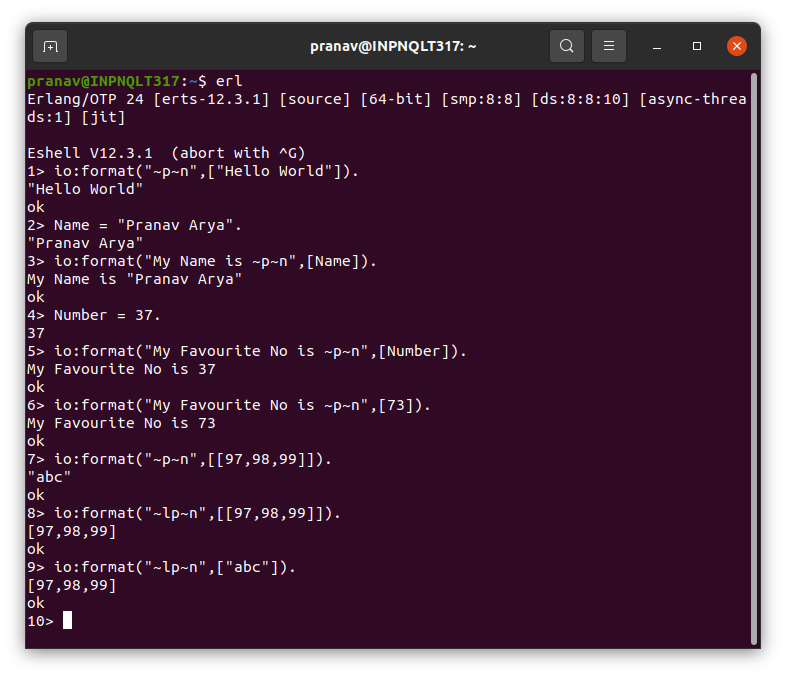 pranav@INPNQLT317: ~
pranav@INPNQLT317:~$ erl
Erlang/OTP 24 [erts-12.3.1] [source] [64-bit] [smp:8:8] [ds:8:8:10] [async-threa
ds:1] [jit]
Eshell V12.3.1  (abort with ^G)
1> io:format("~p~n",["Hello World"]).
"Hello World"
ok
2> Name = "Pranav Arya".
"Pranav Arya"
3> io:format("My Name is ~p~n",[Name]).
My Name is "Pranav Arya"
ok
4> Number = 37.
37
5> io:format("My Favourite No is ~p~n",[Number]).
My Favourite No is 37
ok
6> io:format("My Favourite No is ~p~n",[73]).
My Favourite No is 73
ok
7> io:format("~p~n",[[97,98,99]]).
"abc"
ok
8> io:format("~lp~n",[[97,98,99]]).
[97,98,99]
ok
9> io:format("~lp~n",["abc"]).
[97,98,99]
ok
10>